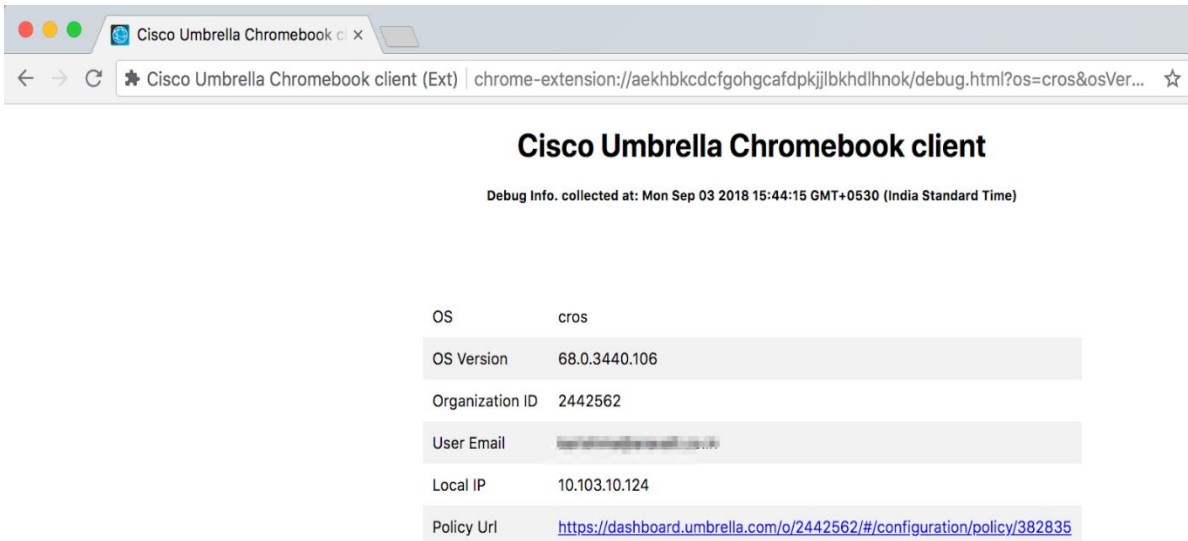 Cisco Umbrella Chromebook cl
Cisco Umbrella Chromebook client (Ext) chrome-extension://aekhbkcdcfgohgcafdpkjjlbkhdlhnok/debug.html?os=cros&osVer...
Cisco Umbrella Chromebook client
Debug Info. collected at: Mon Sep 03 2018 15:44:15 GMT+0530 (India Standard Time)
OS cros
OS Version 68.0.3440.106
Organization ID 2442562
User Email
Local IP 10.103.10.124
Policy Url https://dashboard.umbrella.com/o/2442562/#/configuration/policy/382835